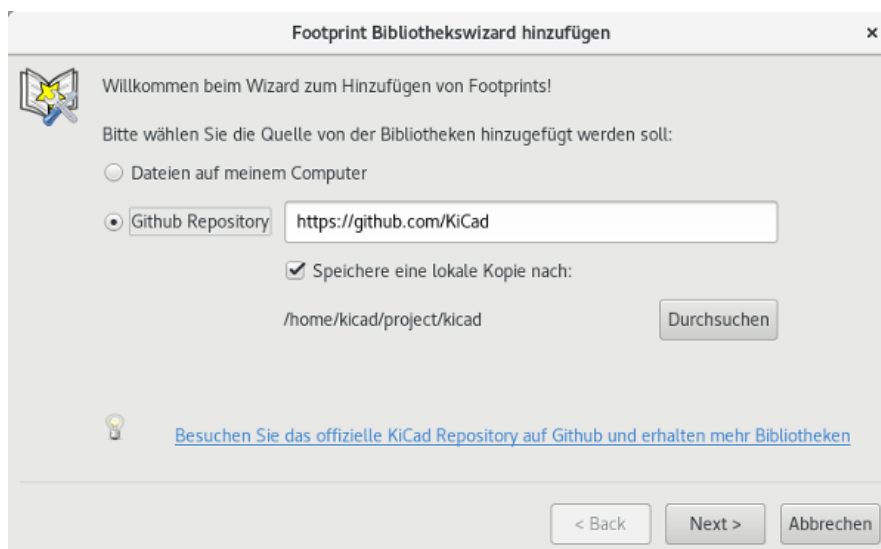 Footprint Bibliothekswizard hinzufügen
Willkommen beim Wizard zum Hinzufügen von Footprints!
Bitte wählen Sie die Quelle von der Bibliotheken hinzugefügt werden soll:
Dateien auf meinem Computer
Github Repository https://github.com/KiCad
Speichere eine lokale Kopie nach:
/home/kicad/project/kicad Durchsuchen
Besuchen Sie das offizielle KiCad Repository auf Github und erhalten mehr Bibliotheken
< Back Next > Abbrechen